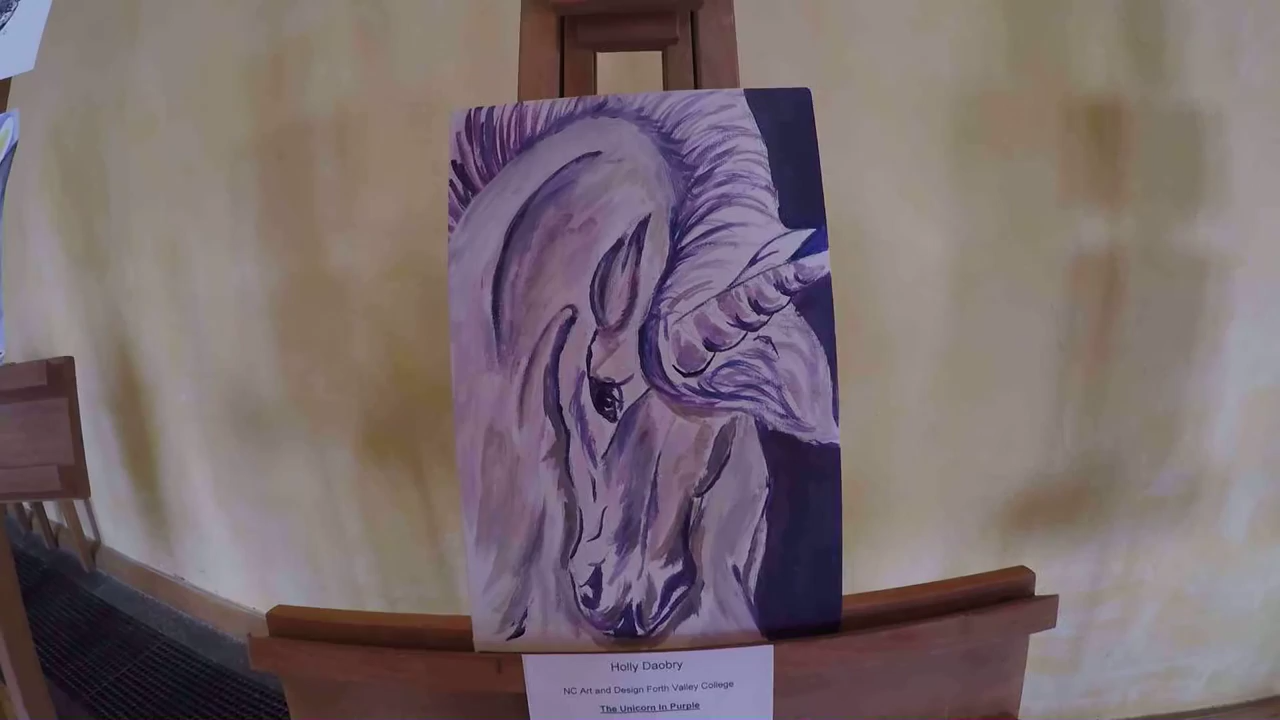 Holly Daobry
NC Art and Design Forth Valley College
The Unicorn In Purple